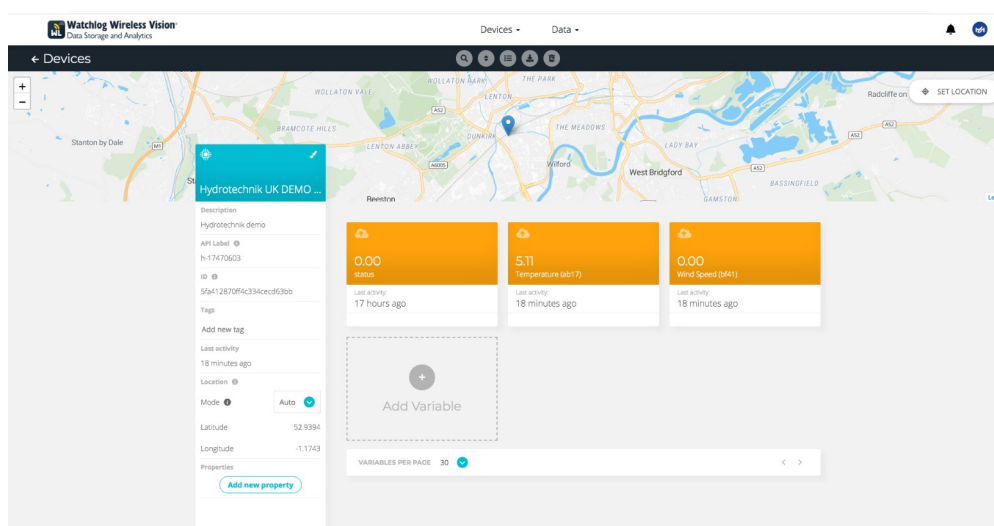 Watchlog Wireless Vision
WL Data Storage and Analytics
Devices
Data
← Devices
+
−
SET LOCATION
WOLLATON PARK
THE PARK
WOLLATON VALE
LENTON
A52
Radcliffe on
BRAMCOTE HILLS
DUNKIRK
THE MEADOWS
A52
A52
Stanton by Dale
M1
LENTON ABBEY
LADY BAY
A6005
Wilford
West Bridgford
A52
BASSINGFIELD
Beeston
GAMSTON
Hydrotechnik UK DEMO ...
Description
Hydrotechnik demo
API Label
h-17470603
ID
5fa412870ff4c334cecd63bb
Tags
Add new tag
Last activity
18 minutes ago
Location
Mode Auto
Latitude 52.9394
Longitude -1.1743
Properties
Add new property
0.00
status
Last activity:
17 hours ago
5.11
Temperature (ab17)
Last activity:
18 minutes ago
0.00
Wind Speed (bf41)
Last activity:
18 minutes ago
+
Add Variable
VARIABLES PER PAGE 30
< >